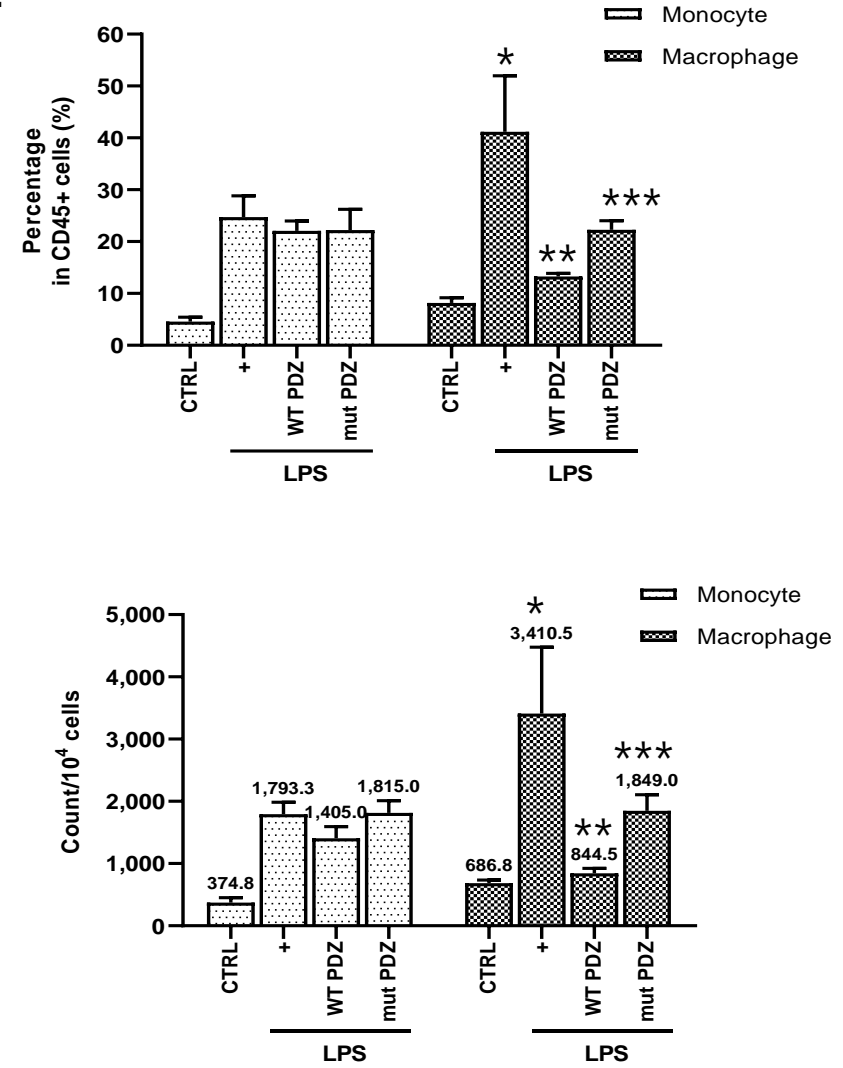 Monocyte
Macrophage
Percentage
in CD45+ cells (%)
60
50
40
30
20
10
0
*
**
***
CTRL
+
WT PDZ
mut PDZ
CTRL
+
WT PDZ
mut PDZ
LPS
LPS
Monocyte
Macrophage
Count/10⁴ cells
5,000
4,000
3,000
2,000
1,000
0
374.8
1,793.3
1,405.0
1,815.0
686.8
*
3,410.5
**
844.5
***
1,849.0
CTRL
+
WT PDZ
mut PDZ
CTRL
+
WT PDZ
mut PDZ
LPS
LPS